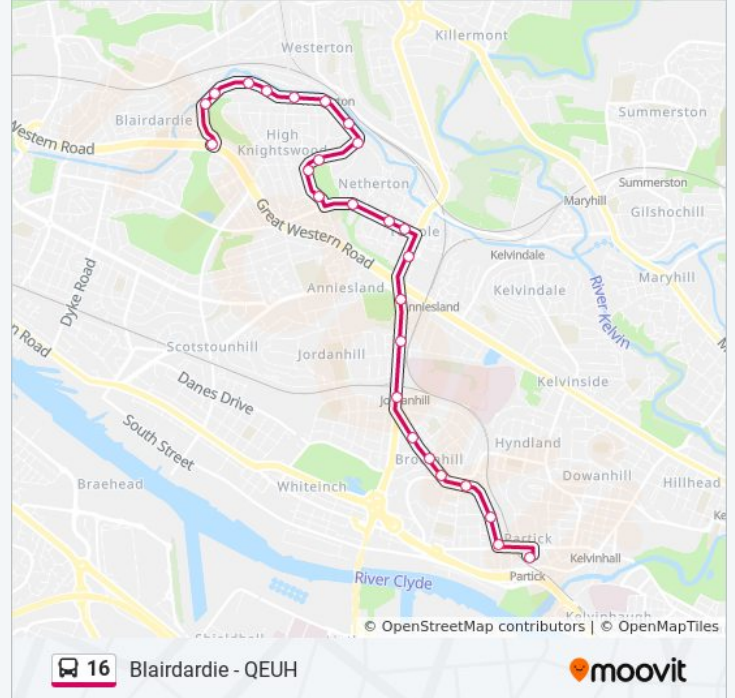 Westerton
Killermont
Blairdardie
Summerston
Western Road
High
Knightswood
Netherton
Summerston
Maryhill
Gilshochill
Great Western Road
Kelvindale
Maryhill
Dyke Road
Anniesland
Kelvindale
River Kelvin
Anniesland
Scotstounhill
Jordanhill
Danes Drive
Kelvinside
Jordanhill
South Street
Hyndland
Broomhill
Dowanhill
Hillhead
Braehead
Whiteinch
Partick
Kelvinhall
River Clyde
Partick
Kelvinhaugh
© OpenStreetMap contributors | © OpenMapTiles
16 Blairdardie - QEUH
moovit